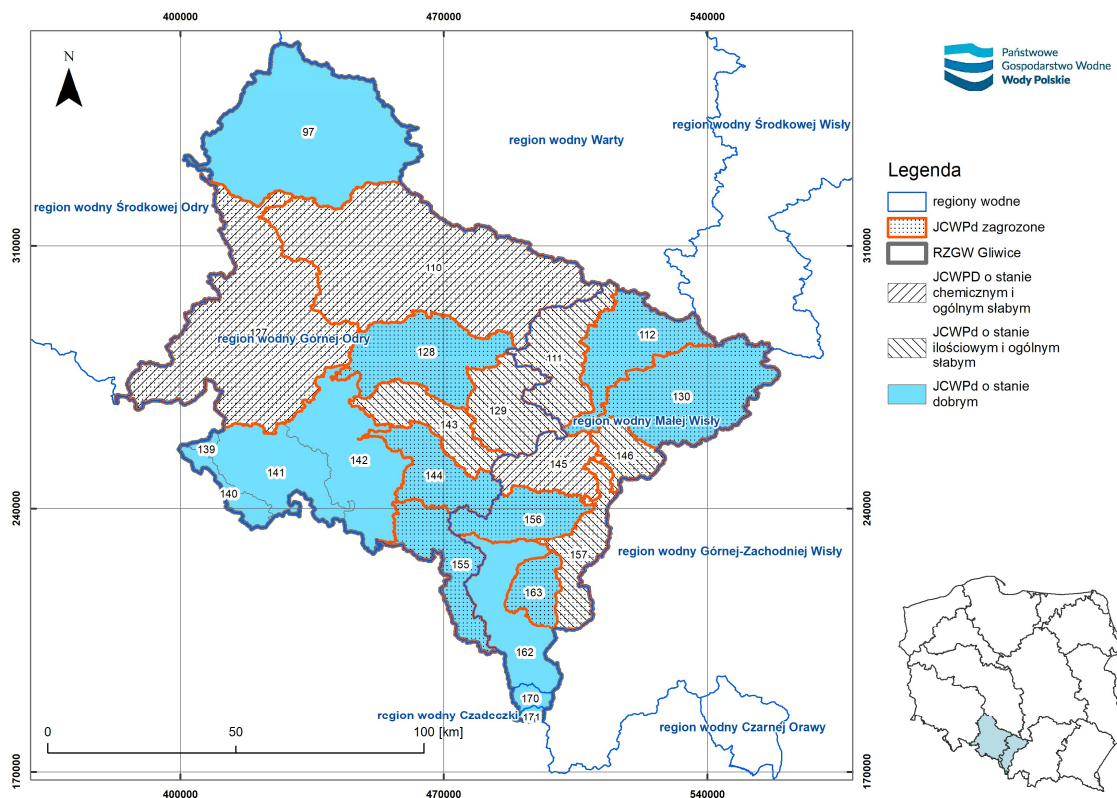 400000
470000
540000
N
Państwowe
Gospodarstwo Wodne
Wody Polskie
97
region wodny Warty
region wodny Środkowej Wisły
Legenda
regiony wodne
region wodny Środkowej Odry
JCWPd zagrozone
310000
310000
RZGW Gliwice
110
JCWPD o stanie
chemicznym i
ogólnym słabym
127
region wodny Górnej Odry
112
128
111
JCWPd o stanie
ilościowym i ogólnym
słabym
130
JCWPd o stanie
dobrym
129
143
region wodny Małej Wisły
139
142
141
145
146
144
140
240000
240000
156
157
region wodny Górnej-Zachodniej Wisły
155
163
162
170
region wodny Czadeczki
171
region wodny Czarnej Orawy
0
50
100 [km]
170000
170000
400000
470000
540000